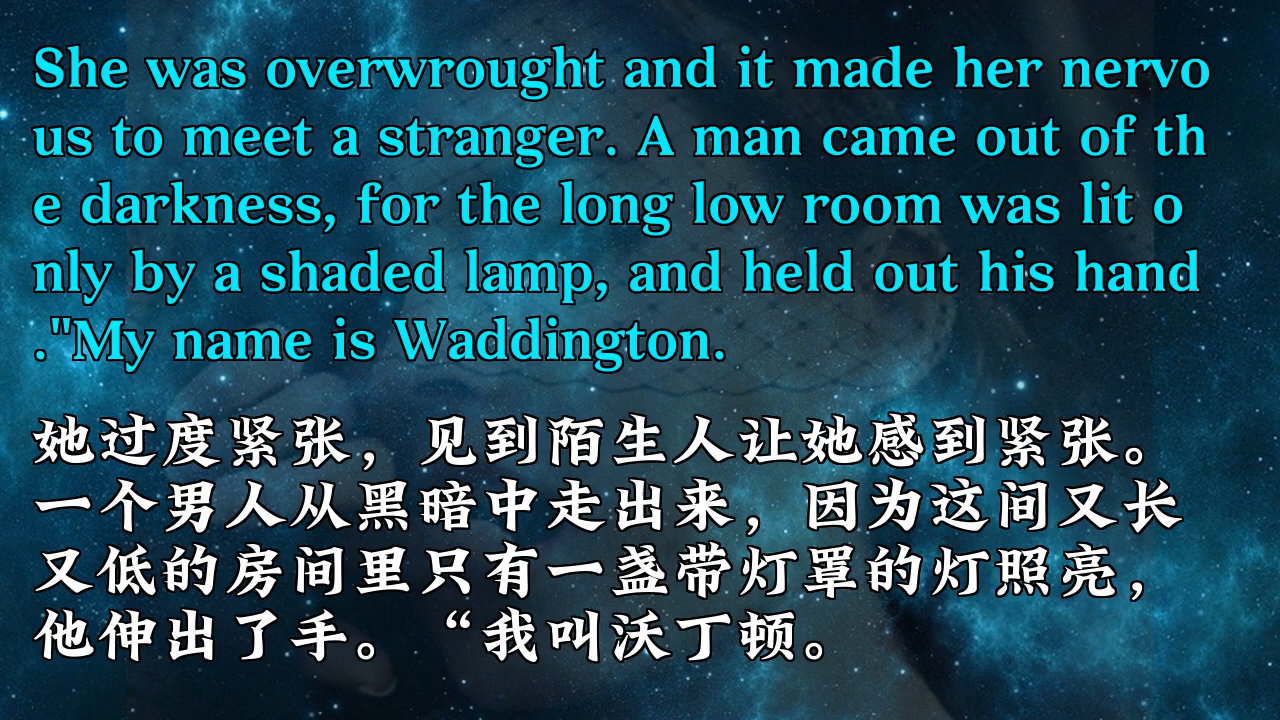 She was overwrought and it made her nervo
us to meet a stranger. A man came out of th
e darkness, for the long low room was lit o
nly by a shaded lamp, and held out his hand
."My name is Waddington.
她过度紧张，见到陌生人让她感到紧张。
一个男人从黑暗中走出来，因为这间又长
又低的房间里只有一盏带灯罩的灯照亮，
他伸出了手。“我叫沃丁顿。